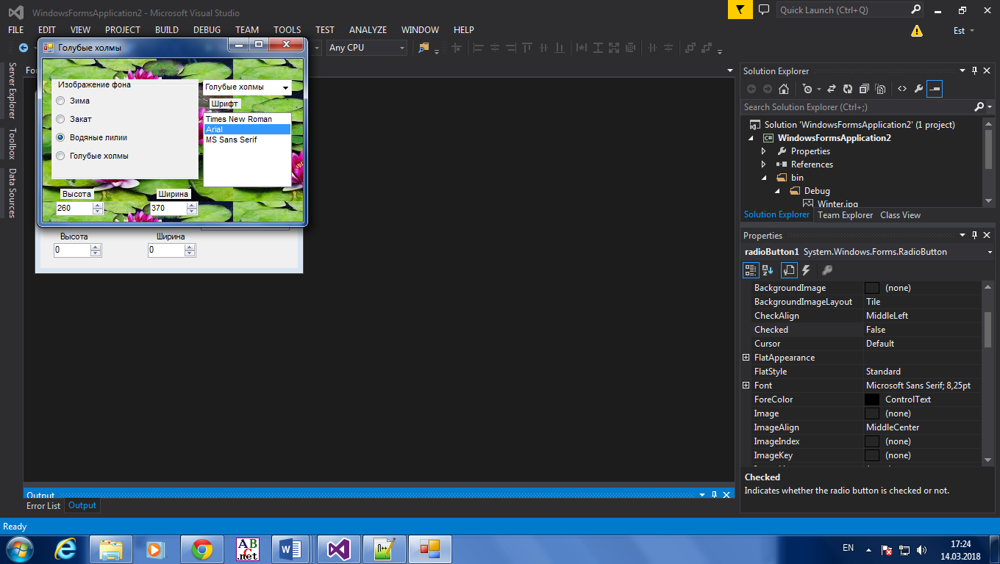 WindowsFormsApplication2 - Microsoft Visual Studio
Quick Launch (Ctrl+Q)
FILE EDIT VIEW PROJECT BUILD DEBUG TEAM TOOLS TEST ANALYZE WINDOW HELP
Est
Any CPU
Server Explorer
Toolbox
Data Sources
Голубые холмы
Изображение фона
Зима
Закат
Водяные лилии
Голубые холмы
Голубые холмы
Шрифт
Times New Roman
Arial
MS Sans Serif
Высота
Ширина
260
370
Высота
Ширина
0
0
Solution Explorer
Search Solution Explorer (Ctrl+;)
Solution 'WindowsFormsApplication2' (1 project)
WindowsFormsApplication2
Properties
References
bin
Debug
Winter.jpg
Solution Explorer Team Explorer Class View
Properties
radioButton1 System.Windows.Forms.RadioButton
BackgroundImage (none)
BackgroundImageLayout Tile
CheckAlign MiddleLeft
Checked False
Cursor Default
FlatAppearance
FlatStyle Standard
Font Microsoft Sans Serif; 8,25pt
ForeColor ControlText
Image (none)
ImageAlign MiddleCenter
ImageIndex (none)
ImageKey (none)
Checked
Indicates whether the radio button is checked or not.
Output
Error List Output
Ready
ABC.net
EN
17:24
14.03.2018